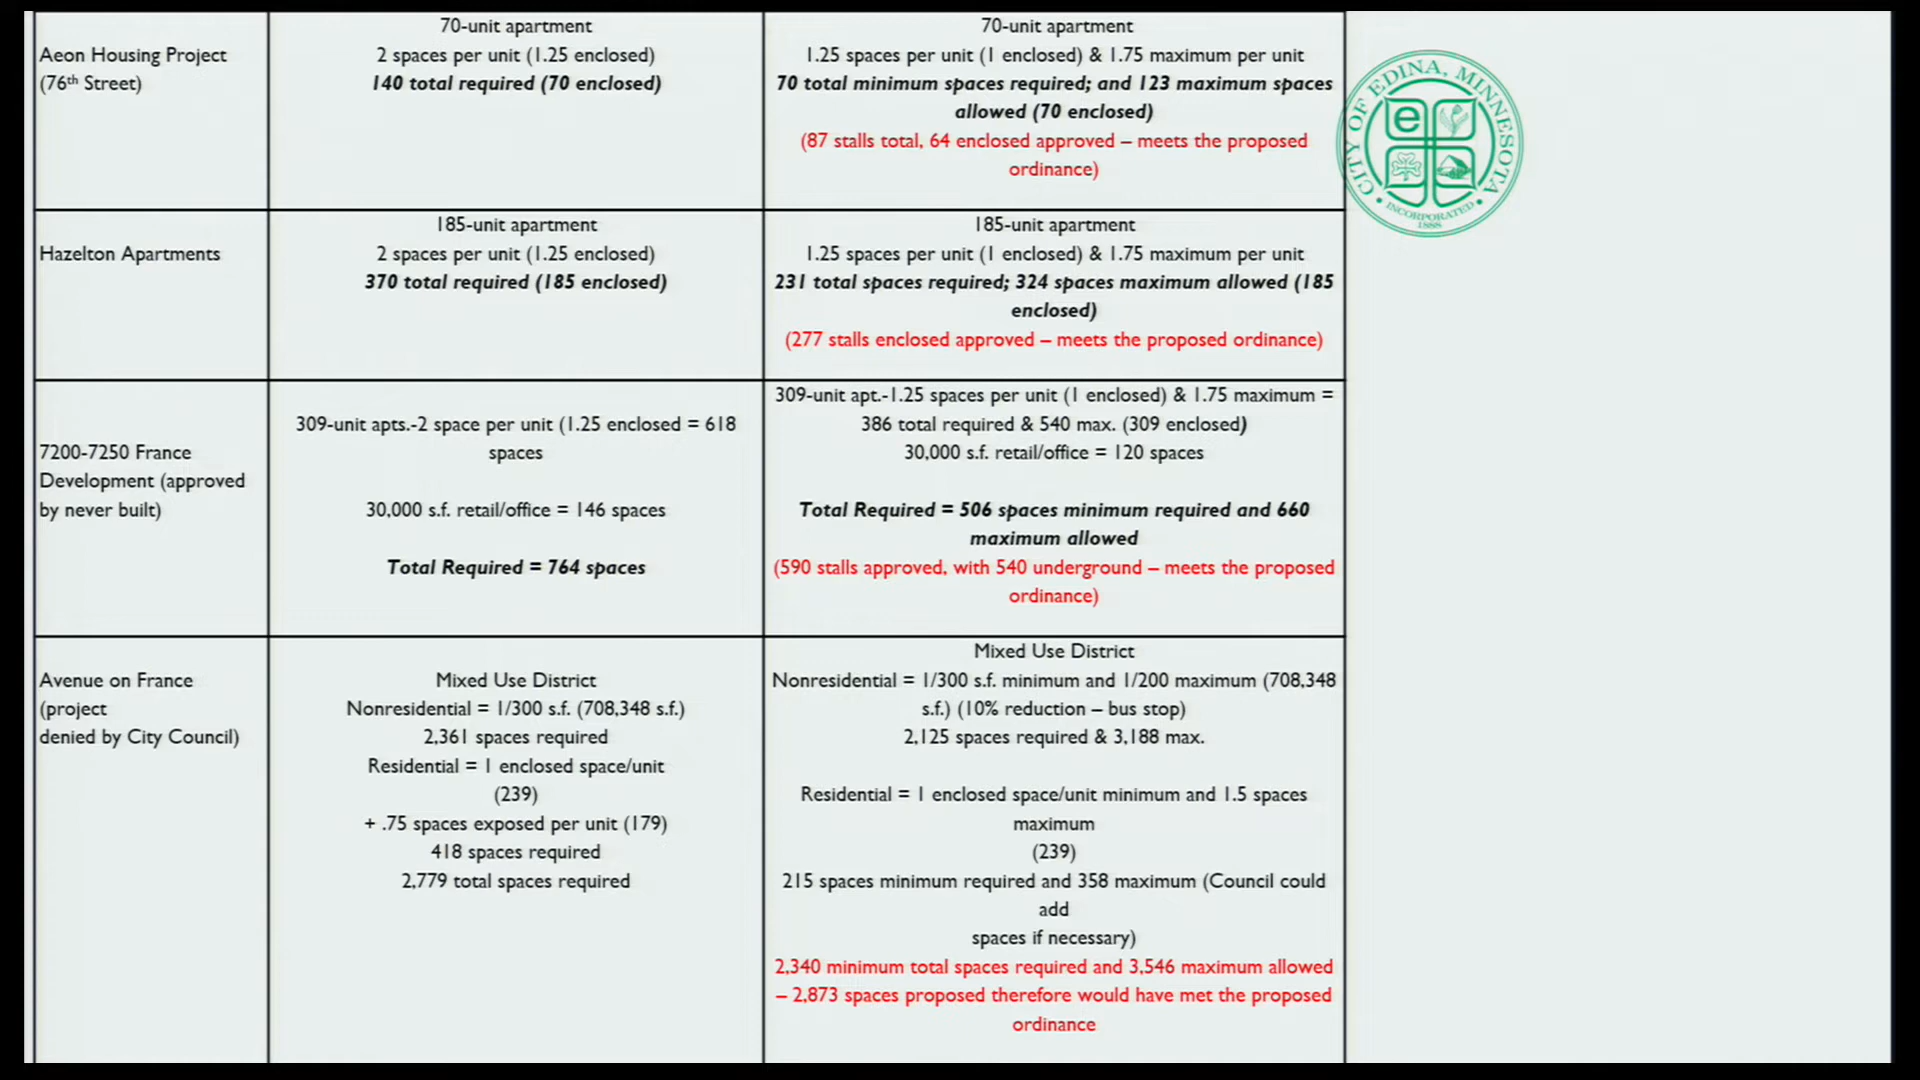 Aeon Housing Project
(76th Street)
70-unit apartment
2 spaces per unit (1.25 enclosed)
140 total required (70 enclosed)
70-unit apartment
1.25 spaces per unit (1 enclosed) & 1.75 maximum per unit
70 total minimum spaces required; and 123 maximum spaces
allowed (70 enclosed)
(87 stalls total, 64 enclosed approved – meets the proposed
ordinance)
Hazelton Apartments
185-unit apartment
2 spaces per unit (1.25 enclosed)
370 total required (185 enclosed)
185-unit apartment
1.25 spaces per unit (1 enclosed) & 1.75 maximum per unit
231 total spaces required; 324 spaces maximum allowed (185
enclosed)
(277 stalls enclosed approved – meets the proposed ordinance)
7200-7250 France
Development (approved
by never built)
309-unit apts.-2 space per unit (1.25 enclosed = 618
spaces
30,000 s.f. retail/office = 146 spaces
Total Required = 764 spaces
309-unit apt.-1.25 spaces per unit (1 enclosed) & 1.75 maximum =
386 total required & 540 max. (309 enclosed)
30,000 s.f. retail/office = 120 spaces
Total Required = 506 spaces minimum required and 660
maximum allowed
(590 stalls approved, with 540 underground – meets the proposed
ordinance)
Avenue on France
(project
denied by City Council)
Mixed Use District
Nonresidential = 1/300 s.f. (708,348 s.f.)
2,361 spaces required
Residential = 1 enclosed space/unit
(239)
+ .75 spaces exposed per unit (179)
418 spaces required
2,779 total spaces required
Mixed Use District
Nonresidential = 1/300 s.f. minimum and 1/200 maximum (708,348
s.f.) (10% reduction – bus stop)
2,125 spaces required & 3,188 max.
Residential = 1 enclosed space/unit minimum and 1.5 spaces
maximum
(239)
215 spaces minimum required and 358 maximum (Council could
add
spaces if necessary)
2,340 minimum total spaces required and 3,546 maximum allowed
– 2,873 spaces proposed therefore would have met the proposed
ordinance
CITY OF EDINA, MINNESOTA
e
• INCORPORATED •
1888